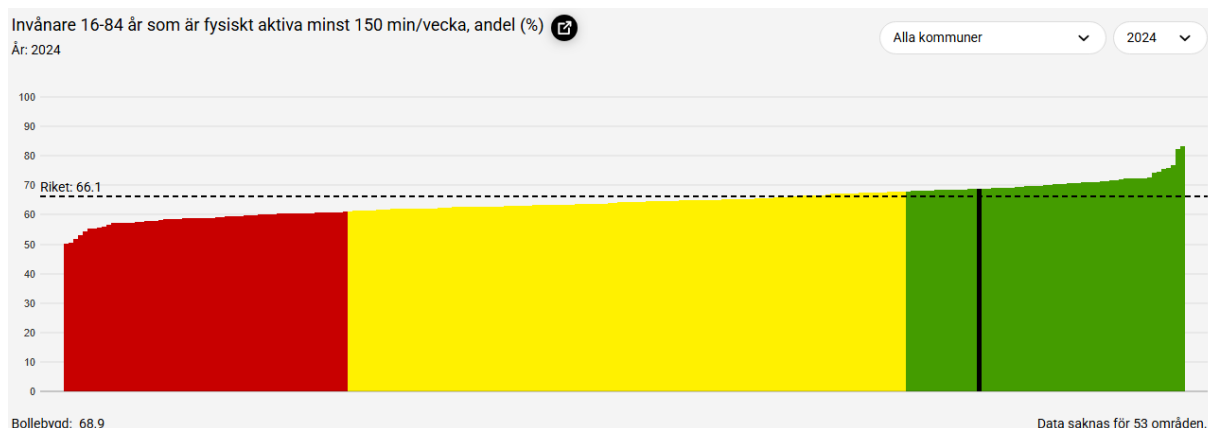 Invånare 16-84 år som är fysiskt aktiva minst 150 min/vecka, andel (%)
År: 2024
Alla kommuner
2024
100
90
80
70
Riket: 66.1
60
50
40
30
20
10
0
Bollebygd: 68.9
Data saknas för 53 områden.